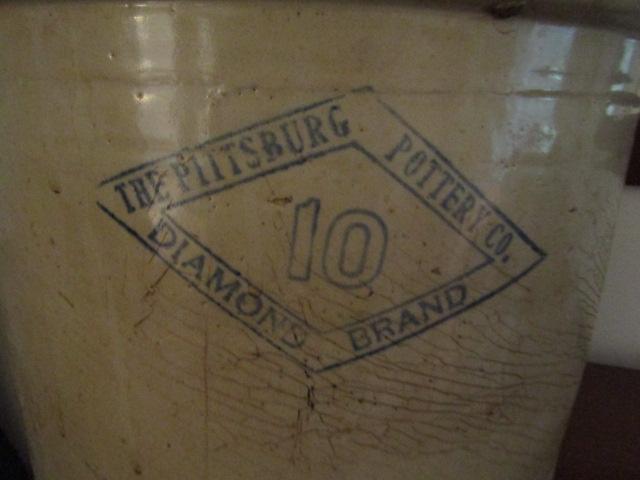 THE PITTSBURG
POTTERY CO.
10
DIAMOND
BRAND